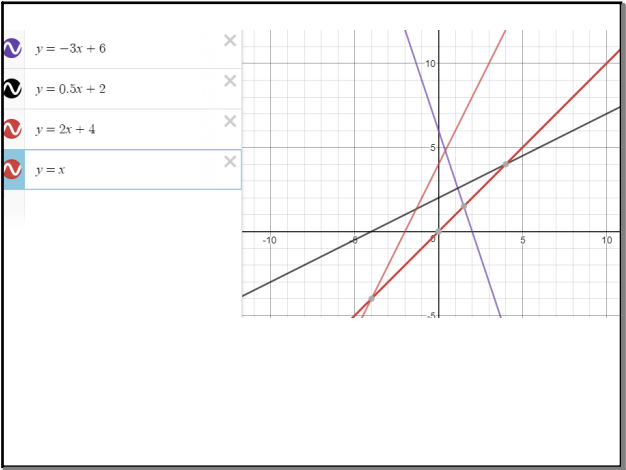 y = −3x + 6
y = 0.5x + 2
y = 2x + 4
y = x
10
5
-10
-5
0
5
10
-5